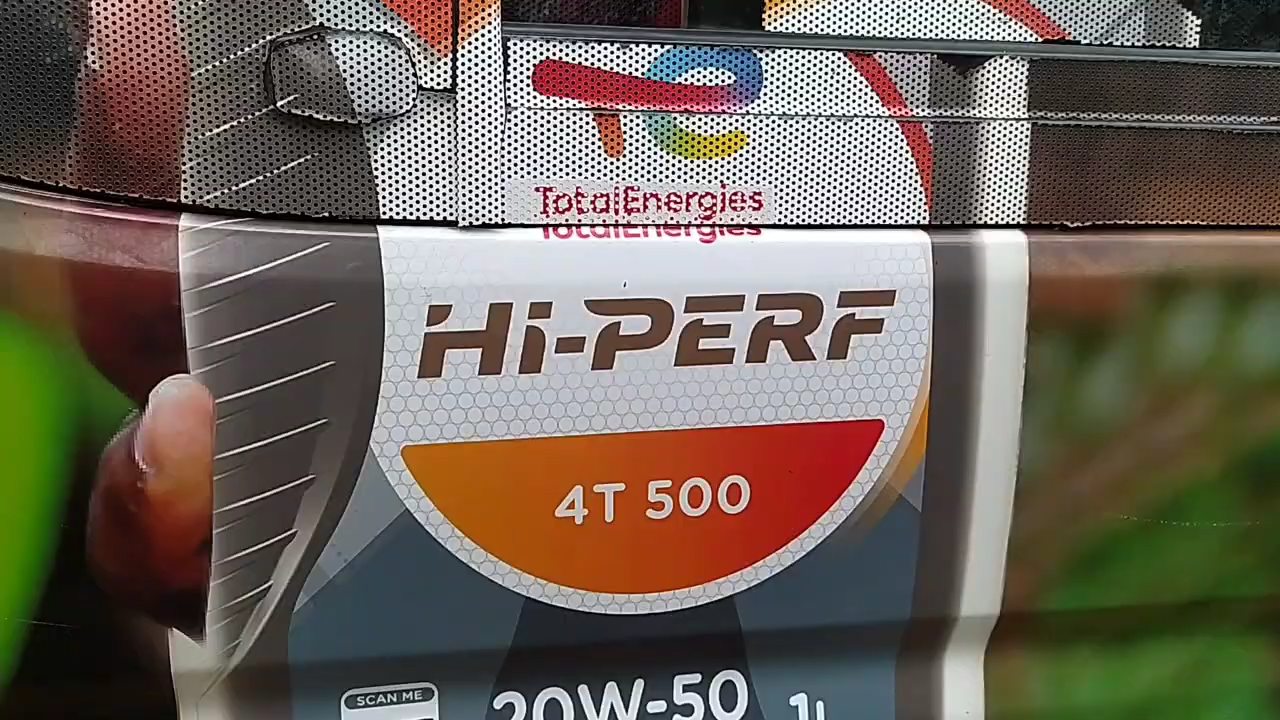 TotalEnergies
TotalEnergies
Hi-PERF
4T 500
SCAN ME
20W-50 1L